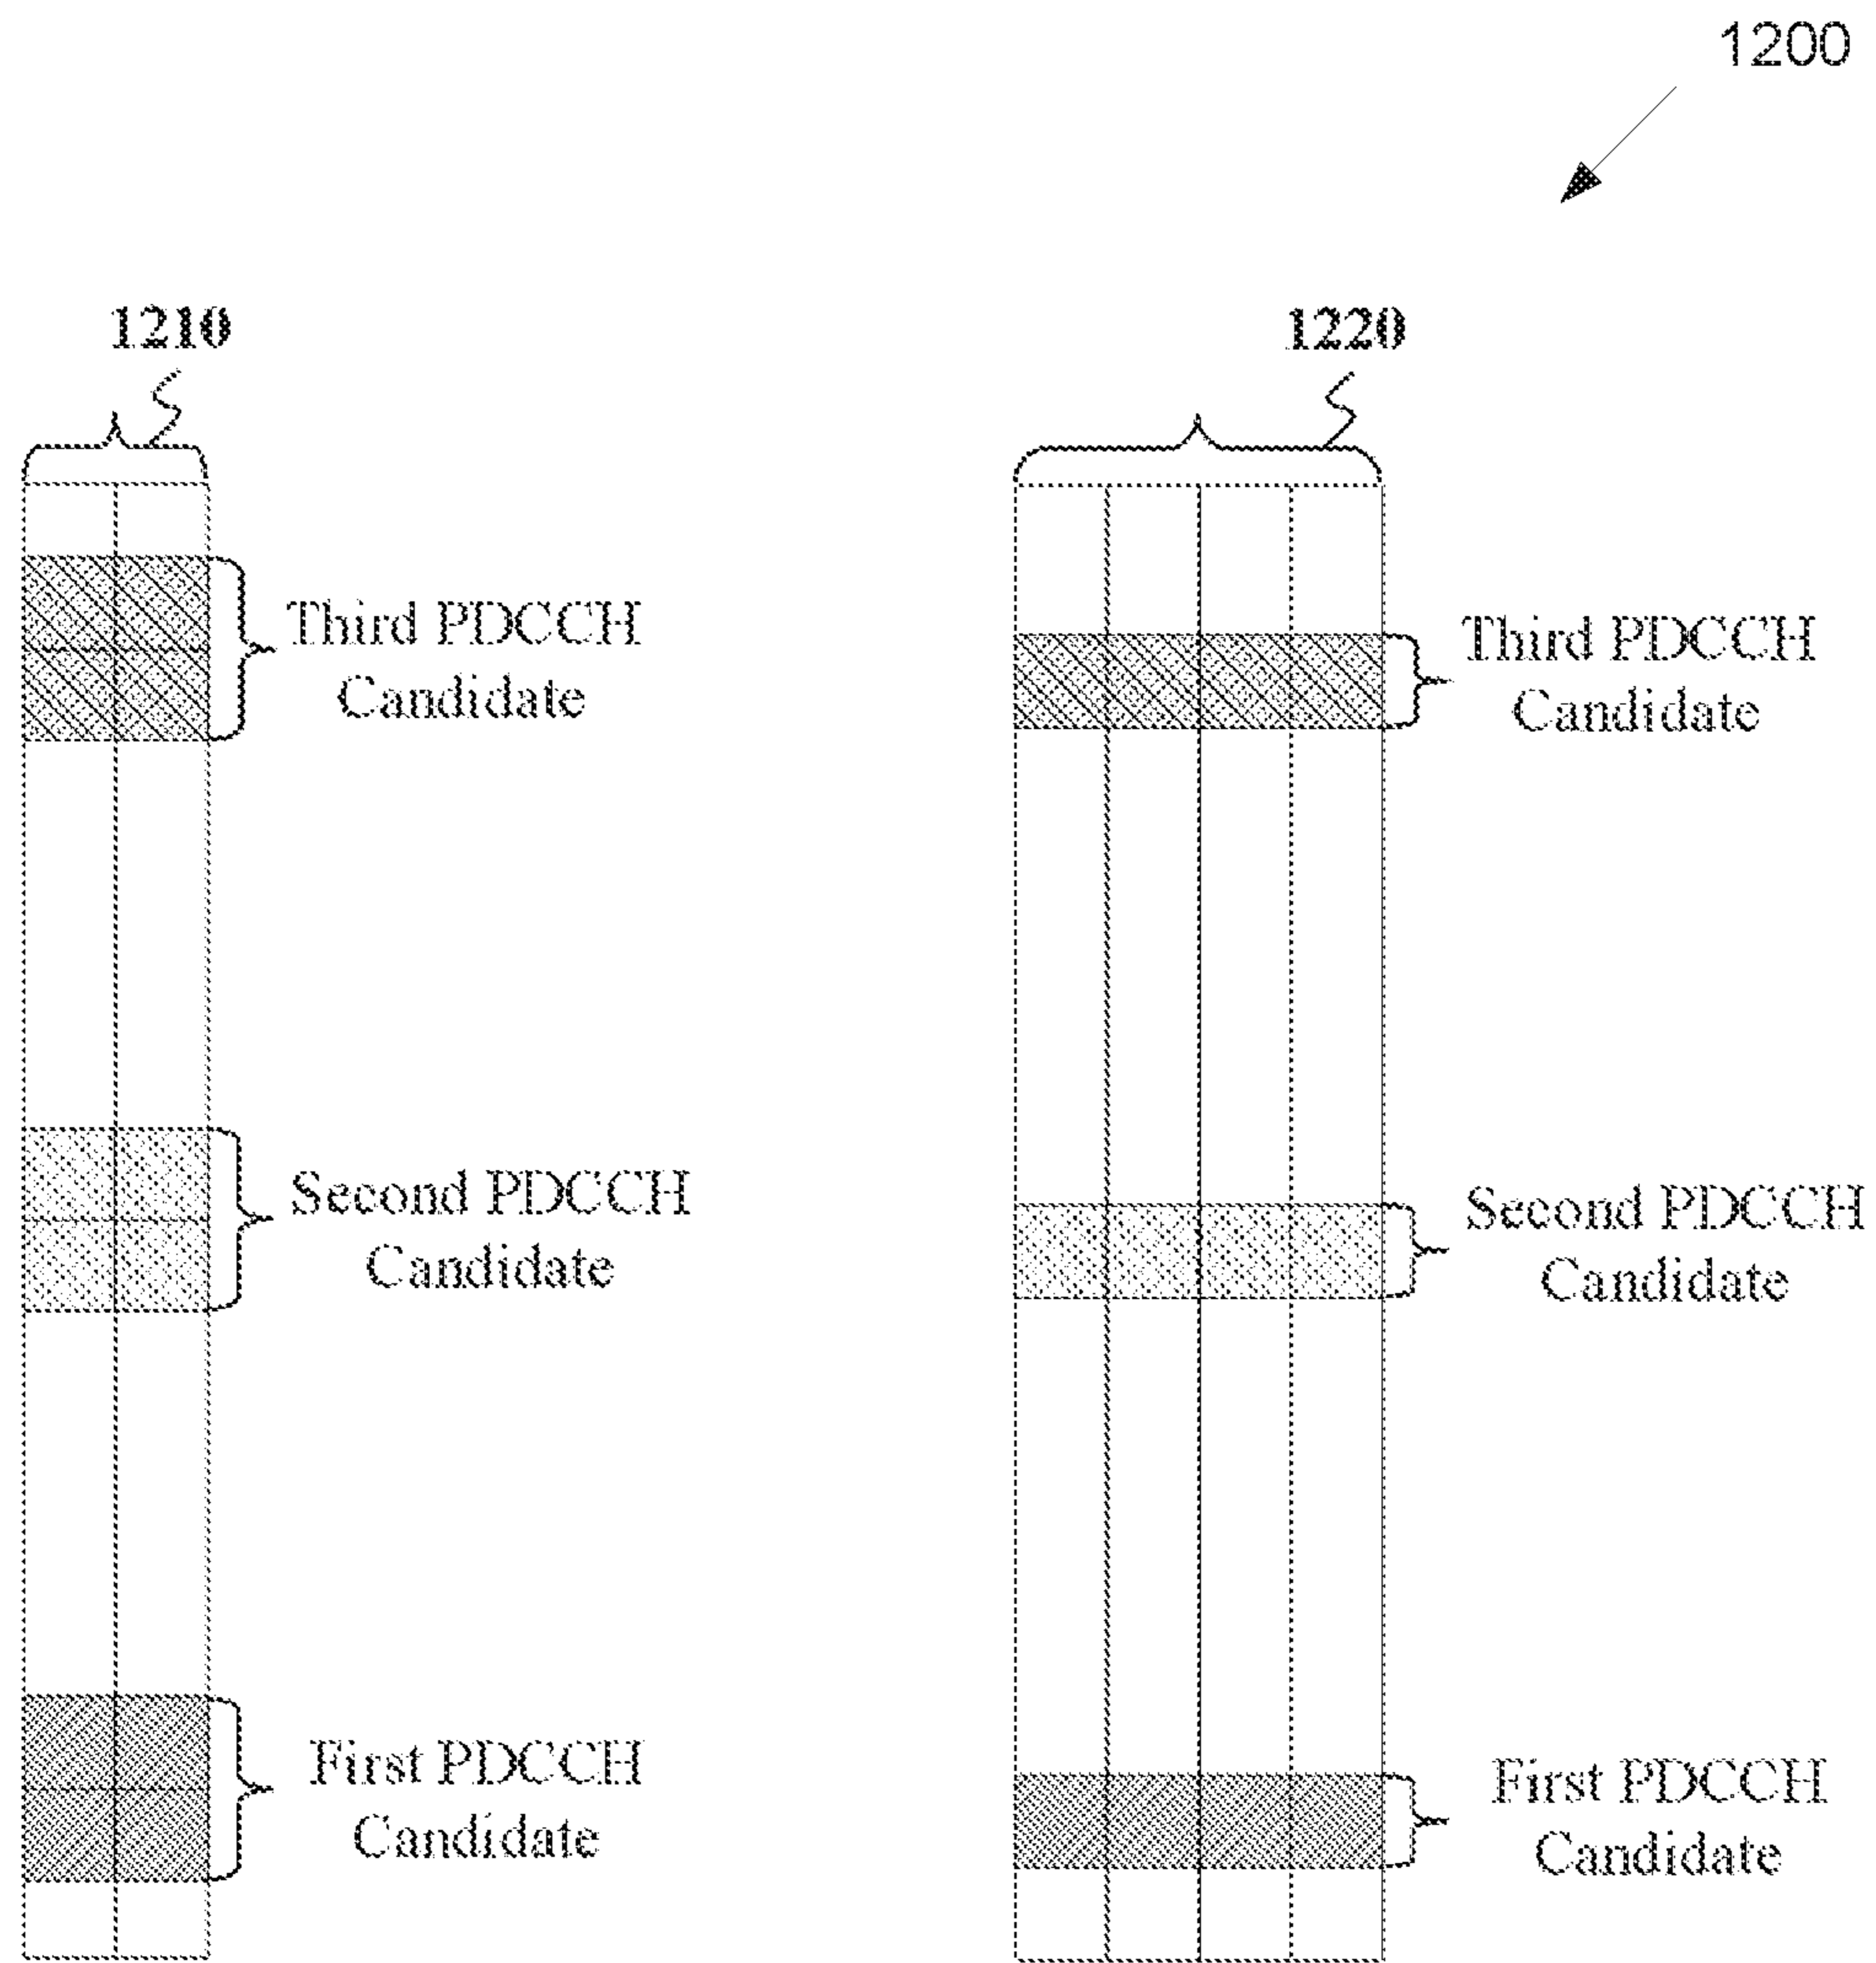 1200
1210
1220
Third PDCCH
Candidate
Third PDCCH
Candidate
Second PDCCH
Candidate
Second PDCCH
Candidate
First PDCCH
Candidate
First PDCCH
Candidate